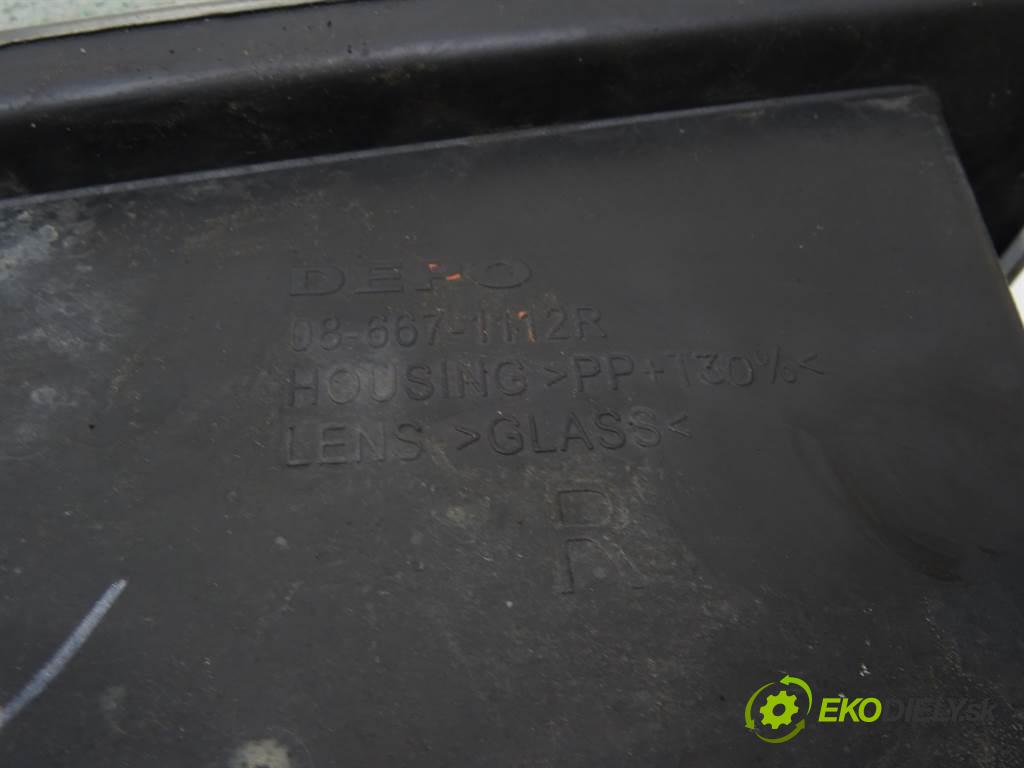 DEPO
08-667-1112R
HOUSING >PP+T30%<
LENS >GLASS<
D
R
EKODIELY.sk